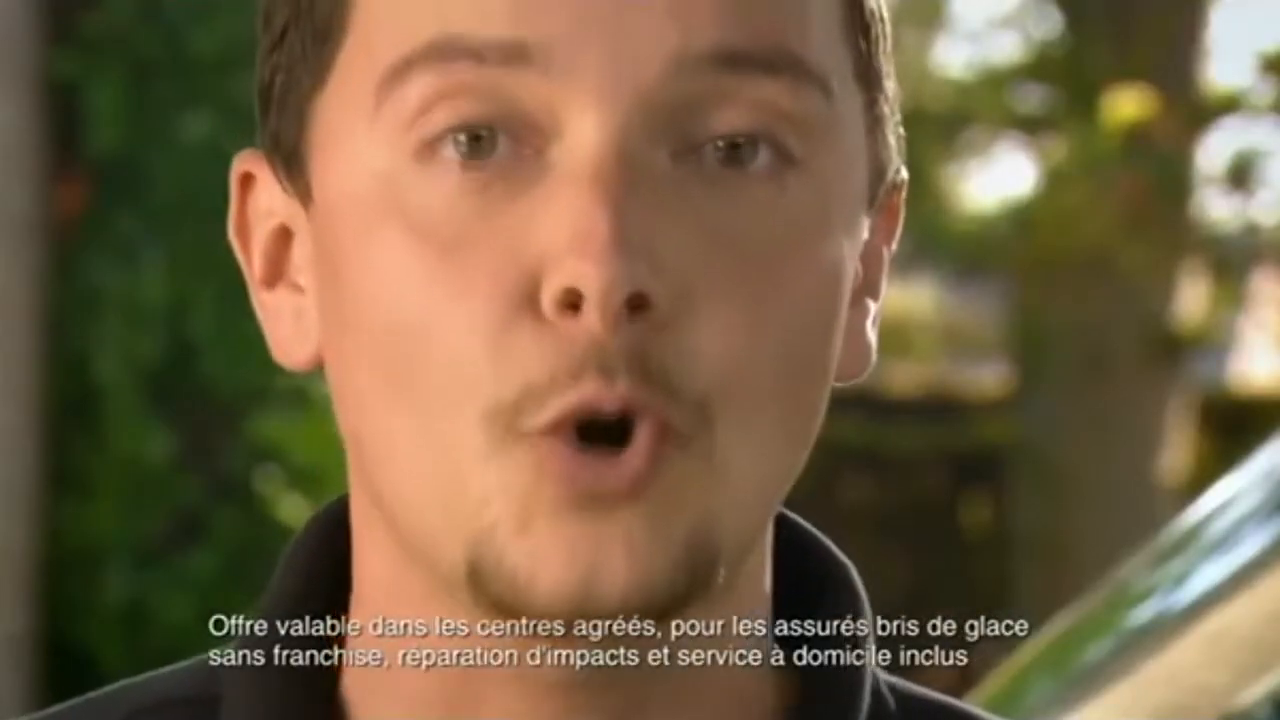 Offre valable dans les centres agréés, pour les assurés bris de glace
sans franchise, réparation d'impacts et service à domicile inclus